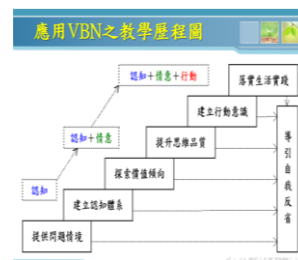 應用VBN之教學歷程圖
認知+情意+行動
落實生活實踐
建立行動意識
認知+情意
提升思維品質
探索價值傾向
認知
建立認知體系
提供問題情境
導引自我反省